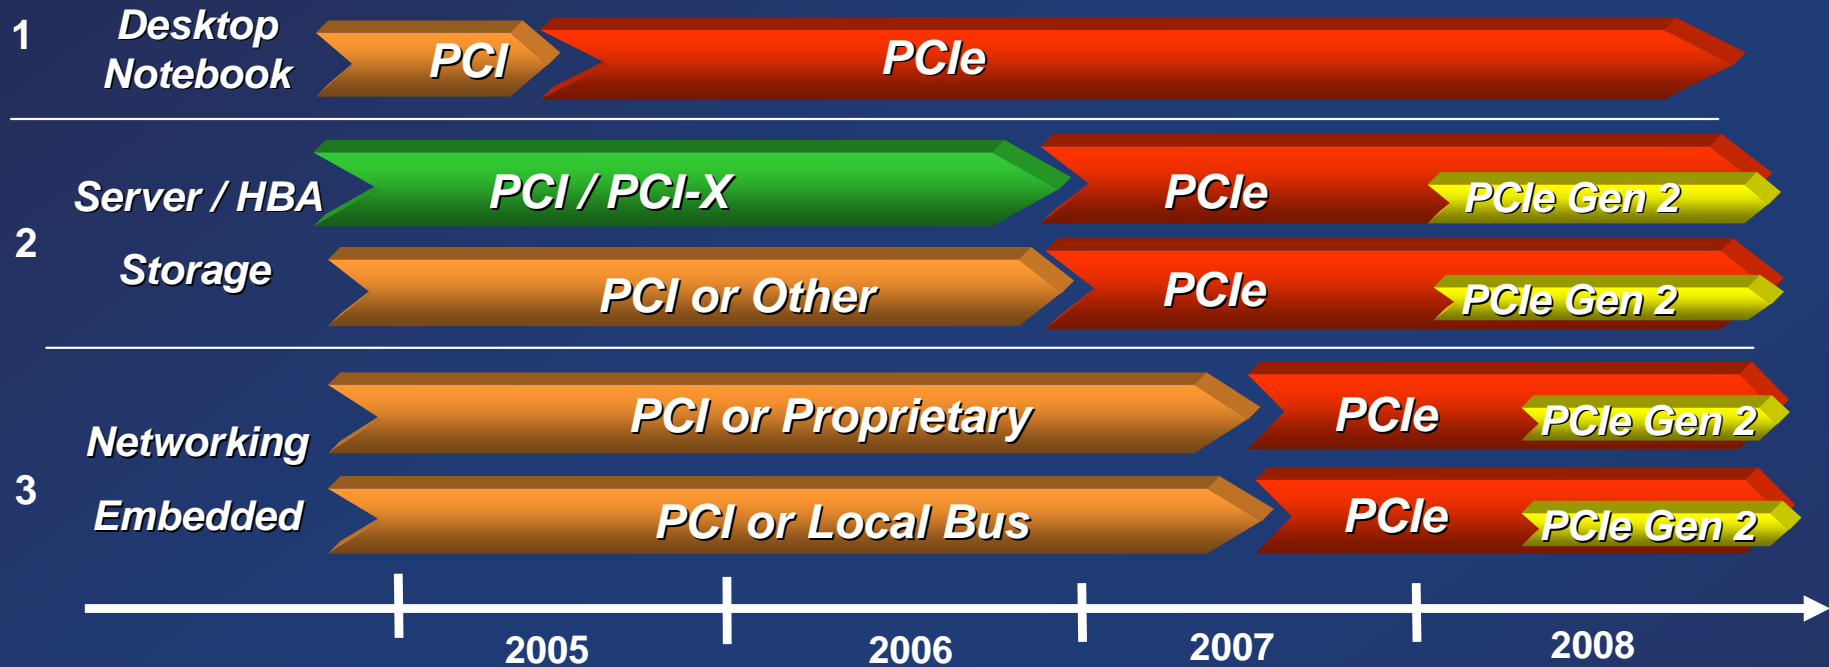 1
Desktop
Notebook
PCI
PCIe
2
Server / HBA
PCI / PCI-X
PCIe
PCIe Gen 2
Storage
PCI or Other
PCIe
PCIe Gen 2
3
Networking
PCI or Proprietary
PCIe
PCIe Gen 2
Embedded
PCI or Local Bus
PCIe
PCIe Gen 2
2005
2006
2007
2008